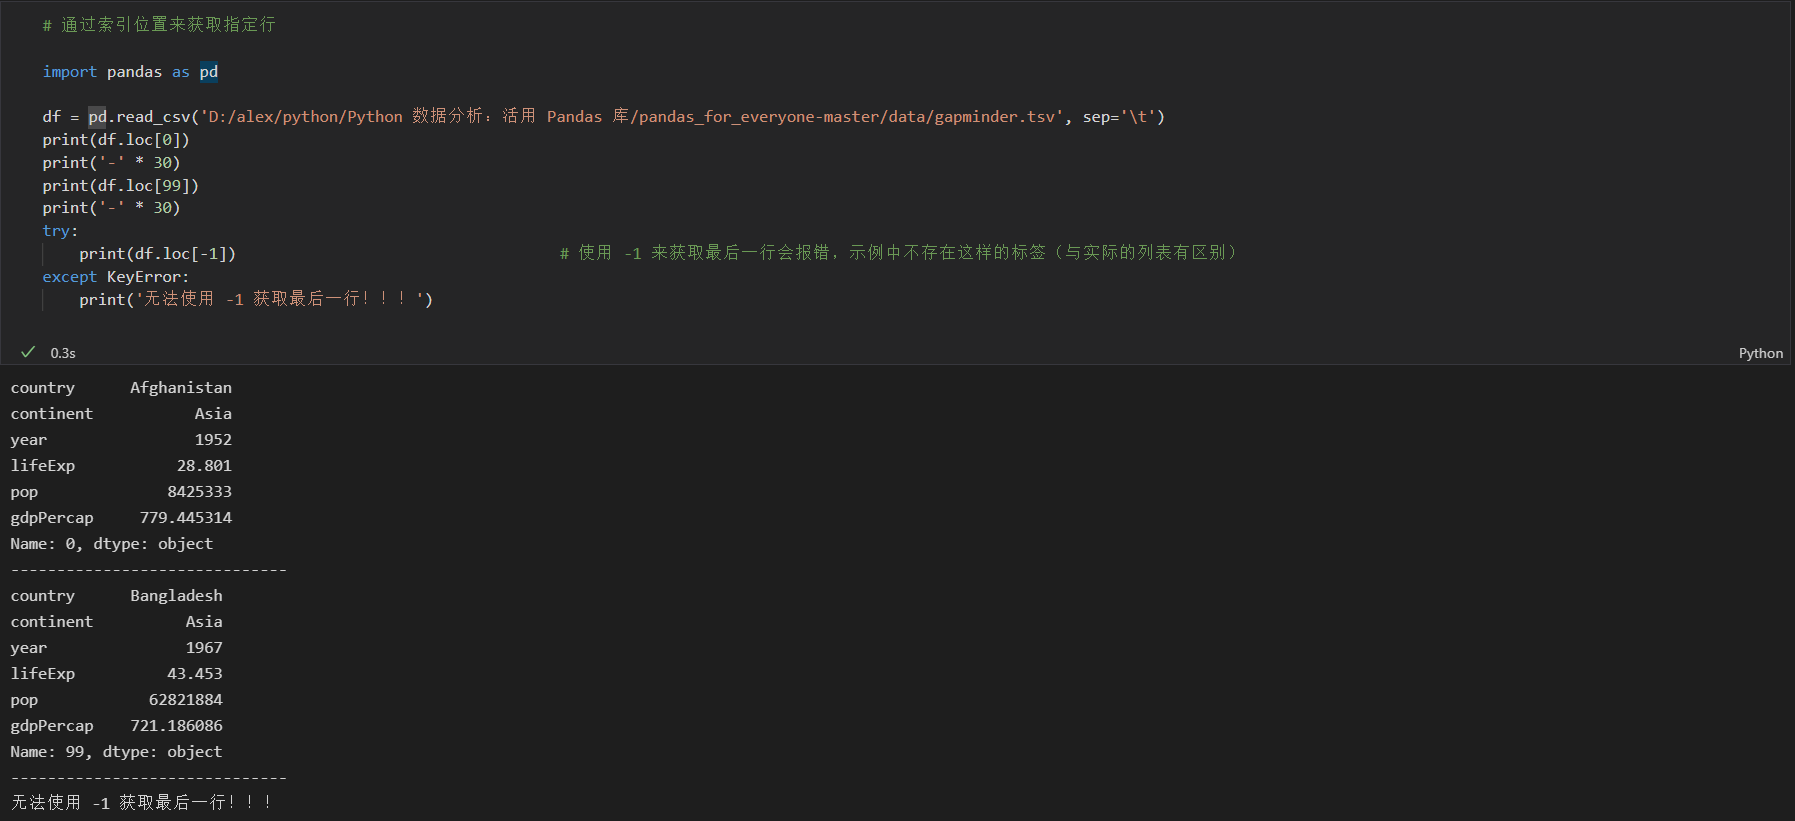 # 通过索引位置来获取指定行
import pandas as pd
df = pd.read_csv('D:/alex/python/Python 数据分析：活用 Pandas 库/pandas_for_everyone-master/data/gapminder.tsv', sep='\t')
print(df.loc[0])
print('-' * 30)
print(df.loc[99])
print('-' * 30)
try:
    print(df.loc[-1])                                   # 使用 -1 来获取最后一行会报错，示例中不存在这样的标签（与实际的列表有区别）
except KeyError:
    print('无法使用 -1 获取最后一行！！！')
0.3s
Python
country      Afghanistan
continent           Asia
year                1952
lifeExp           28.801
pop              8425333
gdpPercap     779.445314
Name: 0, dtype: object
------------------------------
country      Bangladesh
continent          Asia
year               1967
lifeExp          43.453
pop            62821884
gdpPercap    721.186086
Name: 99, dtype: object
------------------------------
无法使用 -1 获取最后一行！！！